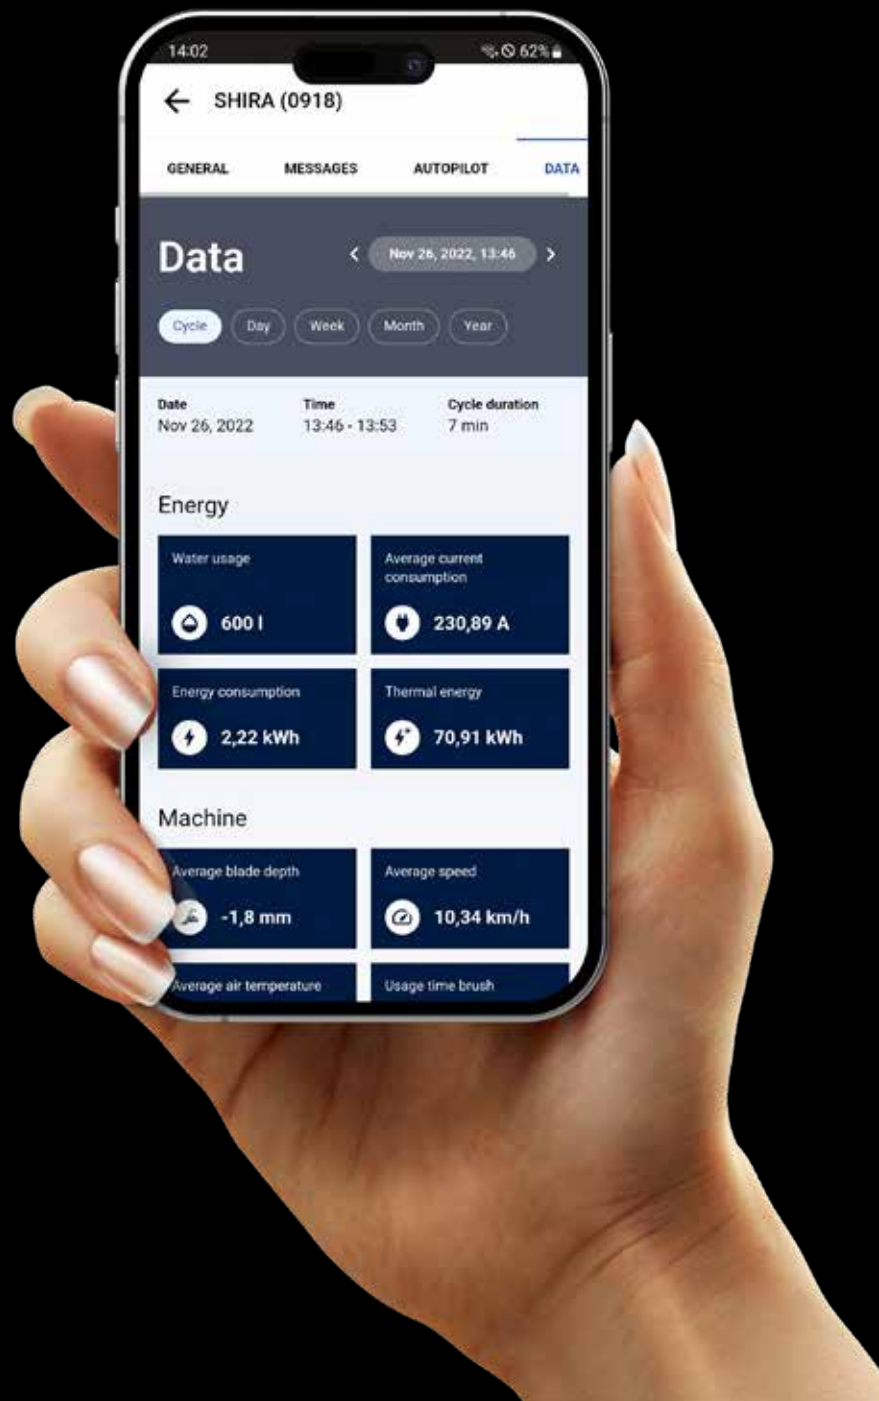 14:02 62%
SHIRA (0918)
GENERAL MESSAGES AUTOPILOT DATA
Data Nov 26, 2022, 13:46
Cycle Day Week Month Year
Date Time Cycle duration
Nov 26, 2022 13:46 - 13:53 7 min
Energy
Water usage
600 l
Average current
consumption
230,89 A
Energy consumption
2,22 kWh
Thermal energy
70,91 kWh
Machine
Average blade depth
-1,8 mm
Average speed
10,34 km/h
Average air temperature
Usage time brush